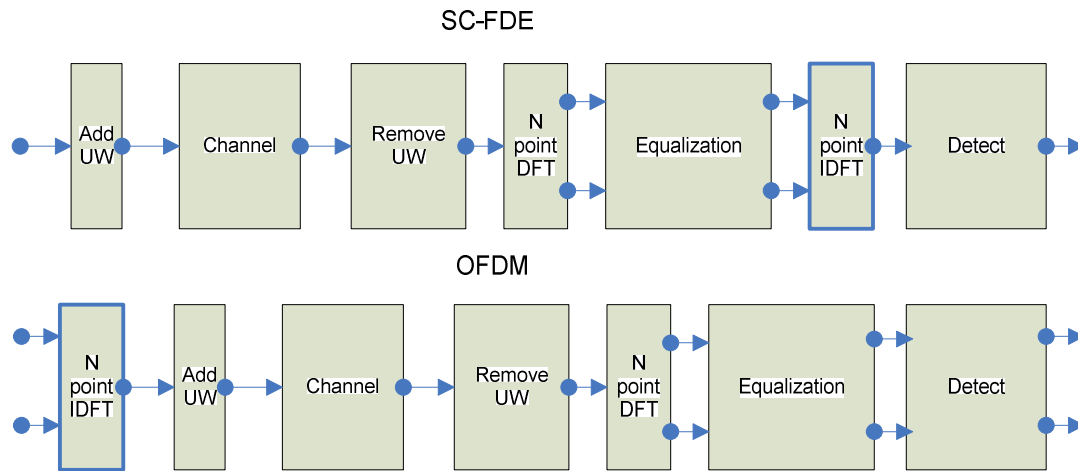 SC-FDE
Add
UW
Channel
Remove
UW
N
point
DFT
Equalization
N
point
IDFT
Detect
OFDM
N
point
IDFT
Add
UW
Channel
Remove
UW
N
point
DFT
Equalization
Detect